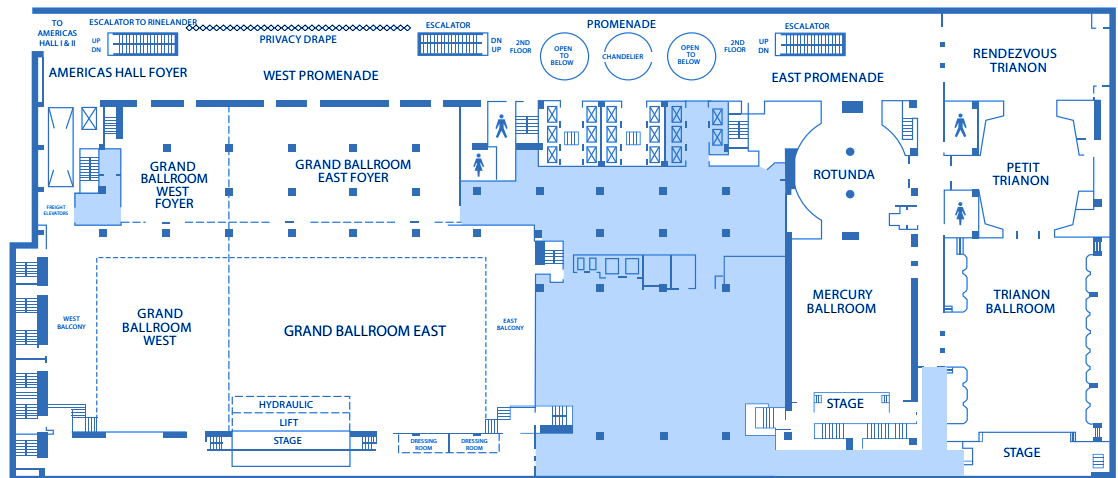 TO
AMERICAS
HALL I & II
ESCALATOR TO RINELANDER
UP
DN
PRIVACY DRAPE
ESCALATOR
DN
UP
2ND
FLOOR
PROMENADE
OPEN
TO
BELOW
CHANDELIER
OPEN
TO
BELOW
2ND
FLOOR
ESCALATOR
UP
DN
RENDEZVOUS
TRIANON
AMERICAS HALL FOYER
WEST PROMENADE
EAST PROMENADE
GRAND
BALLROOM
WEST
FOYER
GRAND BALLROOM
EAST FOYER
ROTUNDA
PETIT
TRIANON
FREIGHT
ELEVATORS
WEST
BALCONY
GRAND
BALLROOM
WEST
GRAND BALLROOM EAST
EAST
BALCONY
MERCURY
BALLROOM
TRIANON
BALLROOM
HYDRAULIC
LIFT
STAGE
DRESSING
ROOM
DRESSING
ROOM
STAGE
STAGE